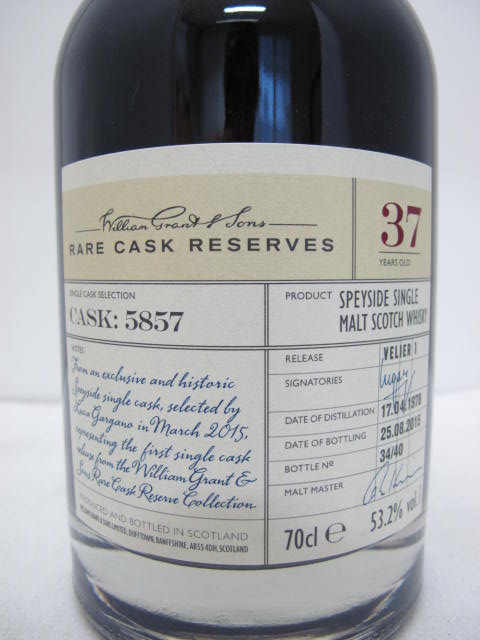 William Grant & Sons
RARE CASK RESERVES
37
YEARS OLD
SINGLE CASK SELECTION
CASK: 5857
PRODUCT
SPEYSIDE SINGLE
MALT SCOTCH WHISKY
NOTES
From an exclusive and historic
Speyside single cask, selected by
Luca Gargano in March 2015,
representing the first single cask
release from the William Grant &
Sons Rare Cask Reserve Collection.
RELEASE VELIER 1
SIGNATORIES
DATE OF DISTILLATION 17.04.1978
DATE OF BOTTLING 25.08.2015
BOTTLE Nº 34/40
MALT MASTER
PRODUCED AND BOTTLED IN SCOTLAND
WILLIAM GRANT & SONS LIMITED, DUFFTOWN, BANFFSHIRE, AB55 4DH, SCOTLAND
70cl e 53.2% vol.